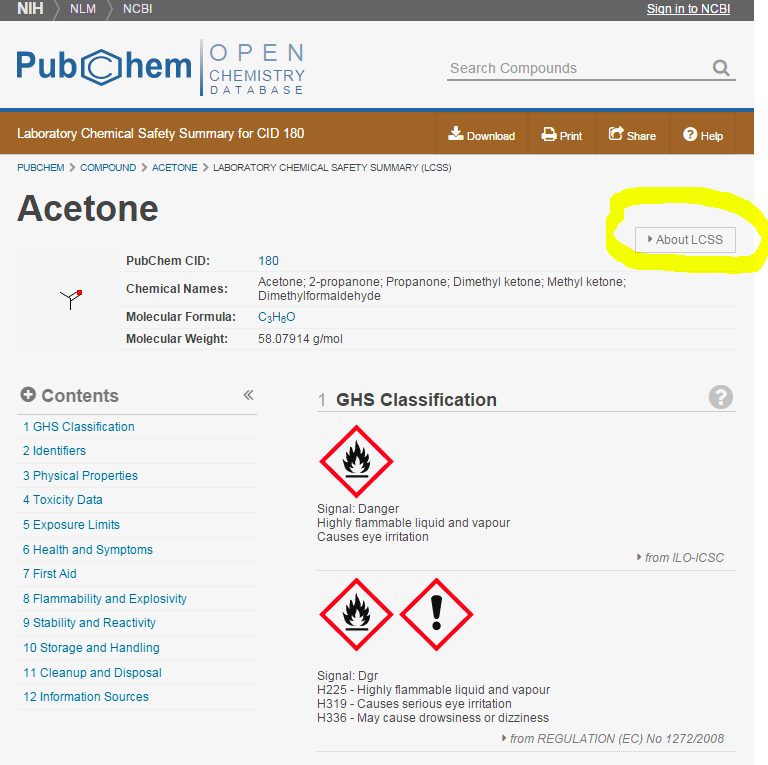 NIH NLM NCBI Sign in to NCBI
PubChem OPEN CHEMISTRY DATABASE
Search Compounds
Laboratory Chemical Safety Summary for CID 180 Download Print Share Help
PUBCHEM > COMPOUND > ACETONE > LABORATORY CHEMICAL SAFETY SUMMARY (LCSS)
Acetone
About LCSS
PubChem CID: 180
Chemical Names: Acetone; 2-propanone; Propanone; Dimethyl ketone; Methyl ketone;
Dimethylformaldehyde
Molecular Formula: C3H6O
Molecular Weight: 58.07914 g/mol
Contents «
1 GHS Classification
2 Identifiers
3 Physical Properties
4 Toxicity Data
5 Exposure Limits
6 Health and Symptoms
7 First Aid
8 Flammability and Explosivity
9 Stability and Reactivity
10 Storage and Handling
11 Cleanup and Disposal
12 Information Sources
1 GHS Classification ?
Signal: Danger
Highly flammable liquid and vapour
Causes eye irritation
from ILO-ICSC
Signal: Dgr
H225 - Highly flammable liquid and vapour
H319 - Causes serious eye irritation
H336 - May cause drowsiness or dizziness
from REGULATION (EC) No 1272/2008